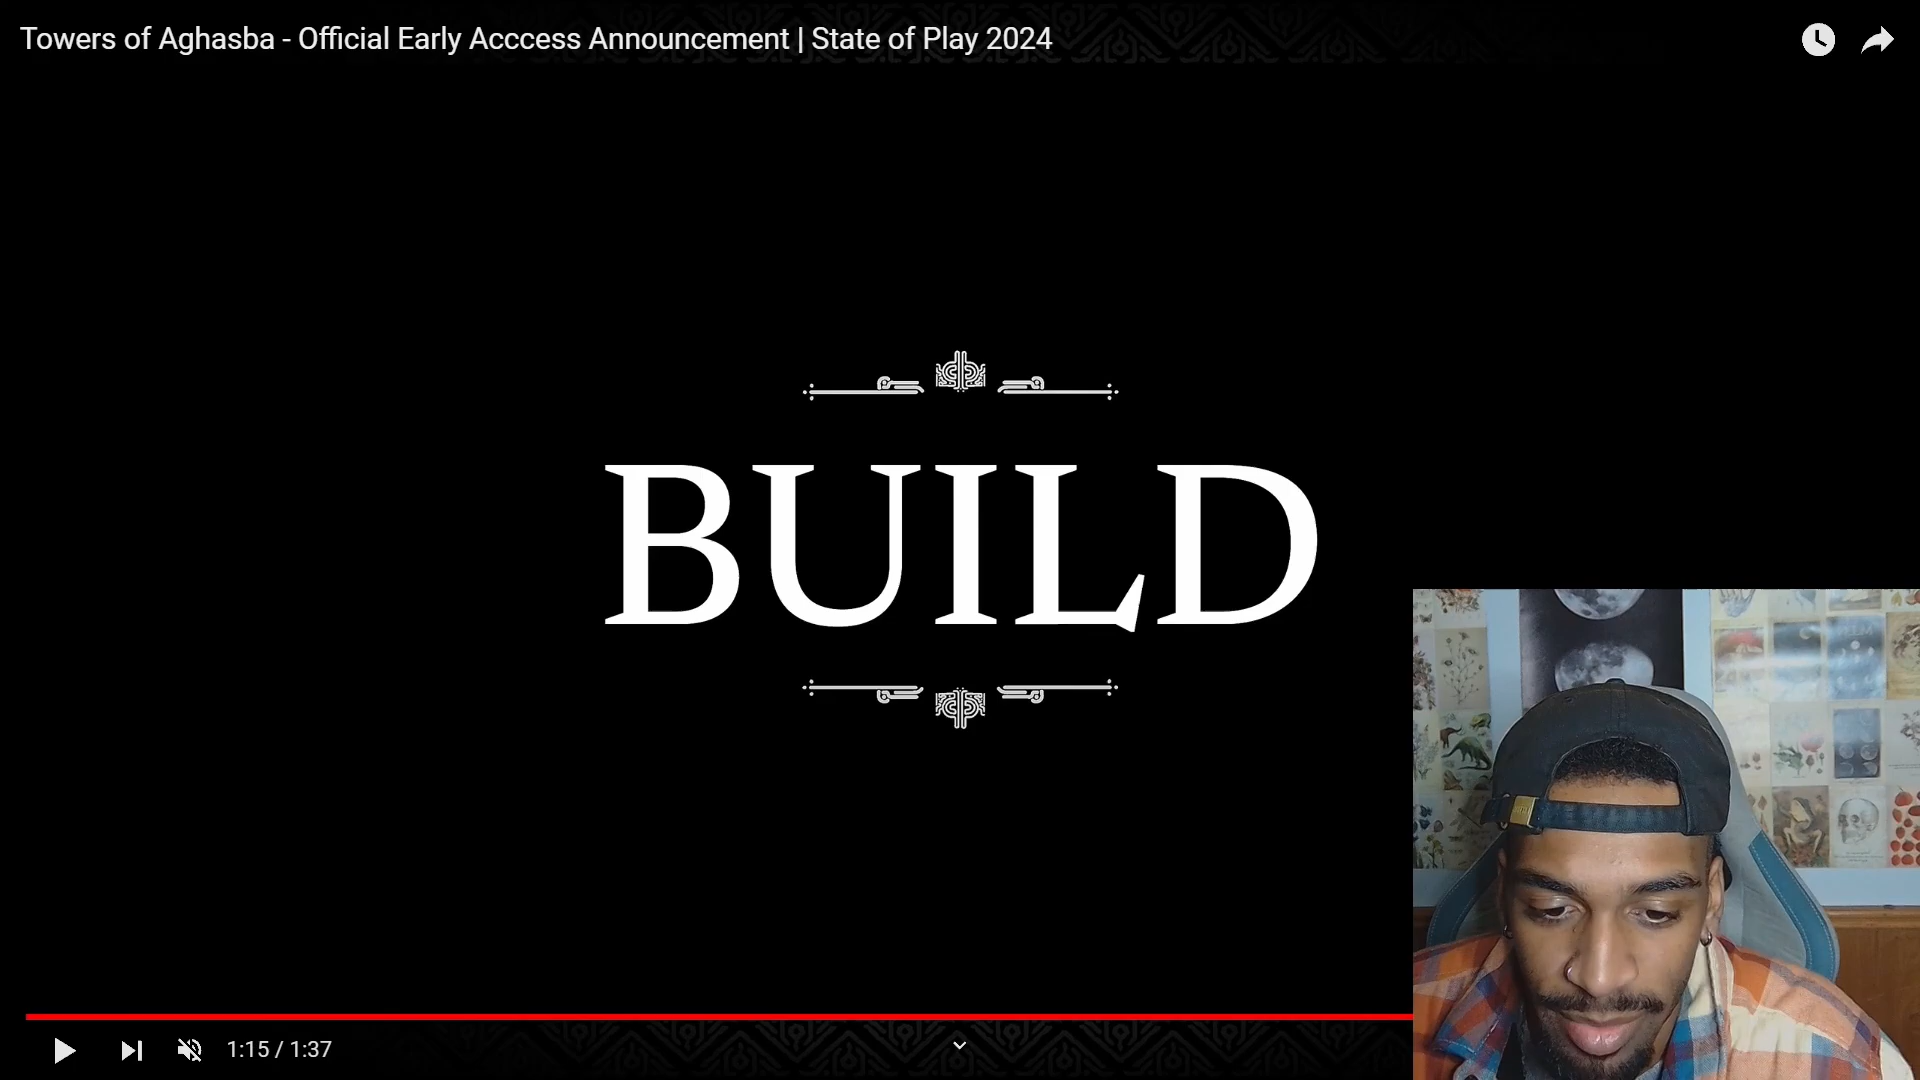 Towers of Aghasba - Official Early Acccess Announcement | State of Play 2024
BUILD
1:15 / 1:37